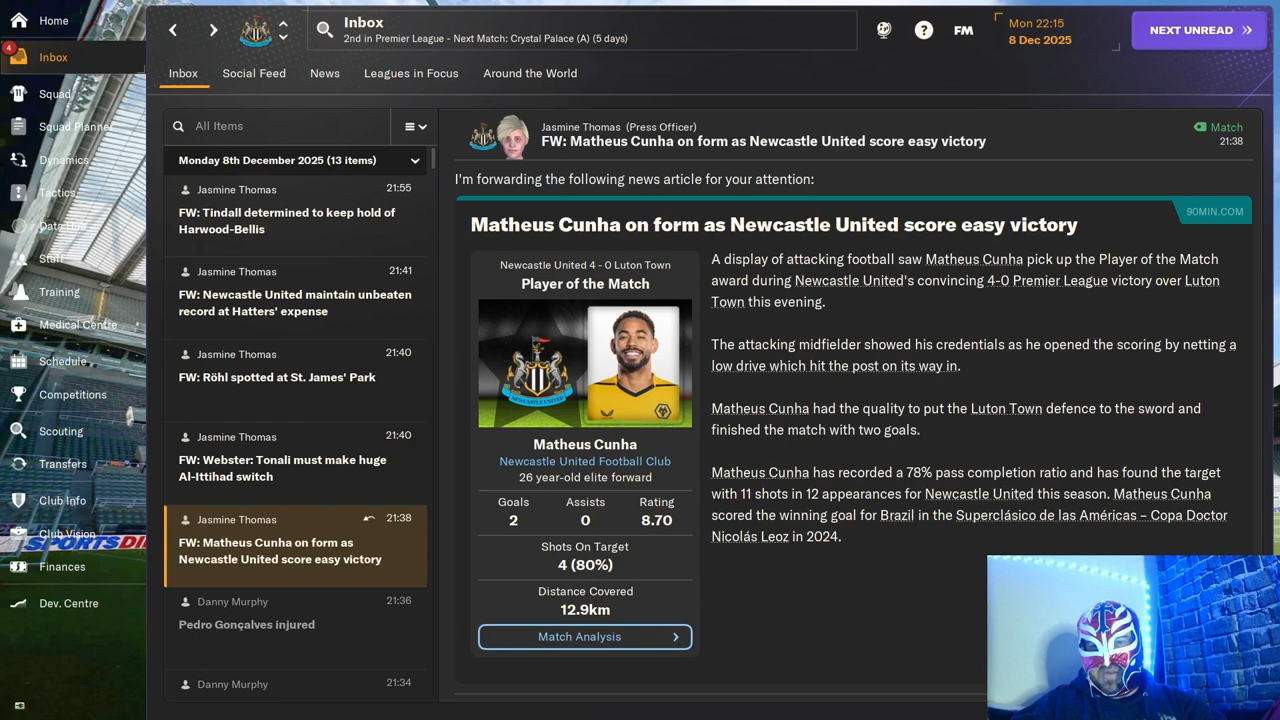 Home
4
Inbox
Squad
Squad Planner
Dynamics
Tactics
Data Hub
Staff
Training
Medical Centre
Schedule
Competitions
Scouting
Transfers
Club Info
Club Vision
SPORTS DI
Finances
Dev. Centre
Inbox
2nd in Premier League - Next Match: Crystal Palace (A) (5 days)
?
FM
Mon 22:15
8 Dec 2025
NEXT UNREAD
Inbox
Social Feed
News
Leagues in Focus
Around the World
All Items
Monday 8th December 2025 (13 items)
Jasmine Thomas 21:55
FW: Tindall determined to keep hold of
Harwood-Bellis
Jasmine Thomas 21:41
FW: Newcastle United maintain unbeaten
record at Hatters' expense
Jasmine Thomas 21:40
FW: Röhl spotted at St. James' Park
Jasmine Thomas 21:40
FW: Webster: Tonali must make huge
Al-Ittihad switch
Jasmine Thomas 21:38
FW: Matheus Cunha on form as
Newcastle United score easy victory
Danny Murphy 21:36
Pedro Gonçalves injured
Danny Murphy 21:34
Jasmine Thomas (Press Officer)
FW: Matheus Cunha on form as Newcastle United score easy victory
Match
21:38
I'm forwarding the following news article for your attention:
90MIN.COM
Matheus Cunha on form as Newcastle United score easy victory
Newcastle United 4 - 0 Luton Town
Player of the Match
NEWCASTLE UNITED
Matheus Cunha
Newcastle United Football Club
26 year-old elite forward
Goals Assists Rating
2 0 8.70
Shots On Target
4 (80%)
Distance Covered
12.9km
Match Analysis
A display of attacking football saw Matheus Cunha pick up the Player of the Match
award during Newcastle United's convincing 4-0 Premier League victory over Luton
Town this evening.
The attacking midfielder showed his credentials as he opened the scoring by netting a
low drive which hit the post on its way in.
Matheus Cunha had the quality to put the Luton Town defence to the sword and
finished the match with two goals.
Matheus Cunha has recorded a 78% pass completion ratio and has found the target
with 11 shots in 12 appearances for Newcastle United this season. Matheus Cunha
scored the winning goal for Brazil in the Superclásico de las Américas – Copa Doctor
Nicolás Leoz in 2024.